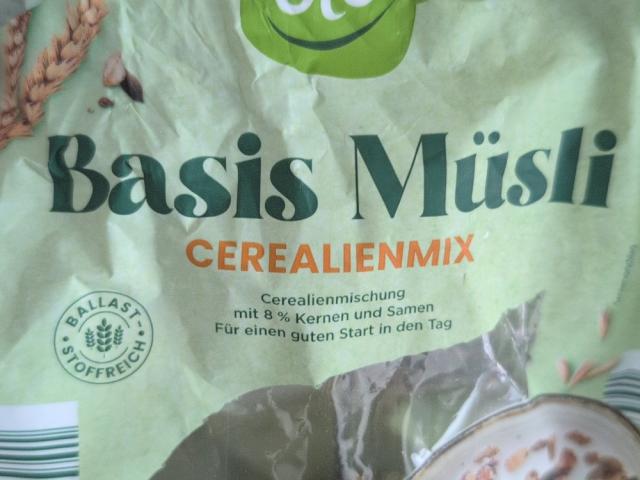 Basis Müsli
CEREALIENMIX
Cerealienmischung
mit 8 % Kernen und Samen
Für einen guten Start in den Tag
BALLAST-
STOFFREICH